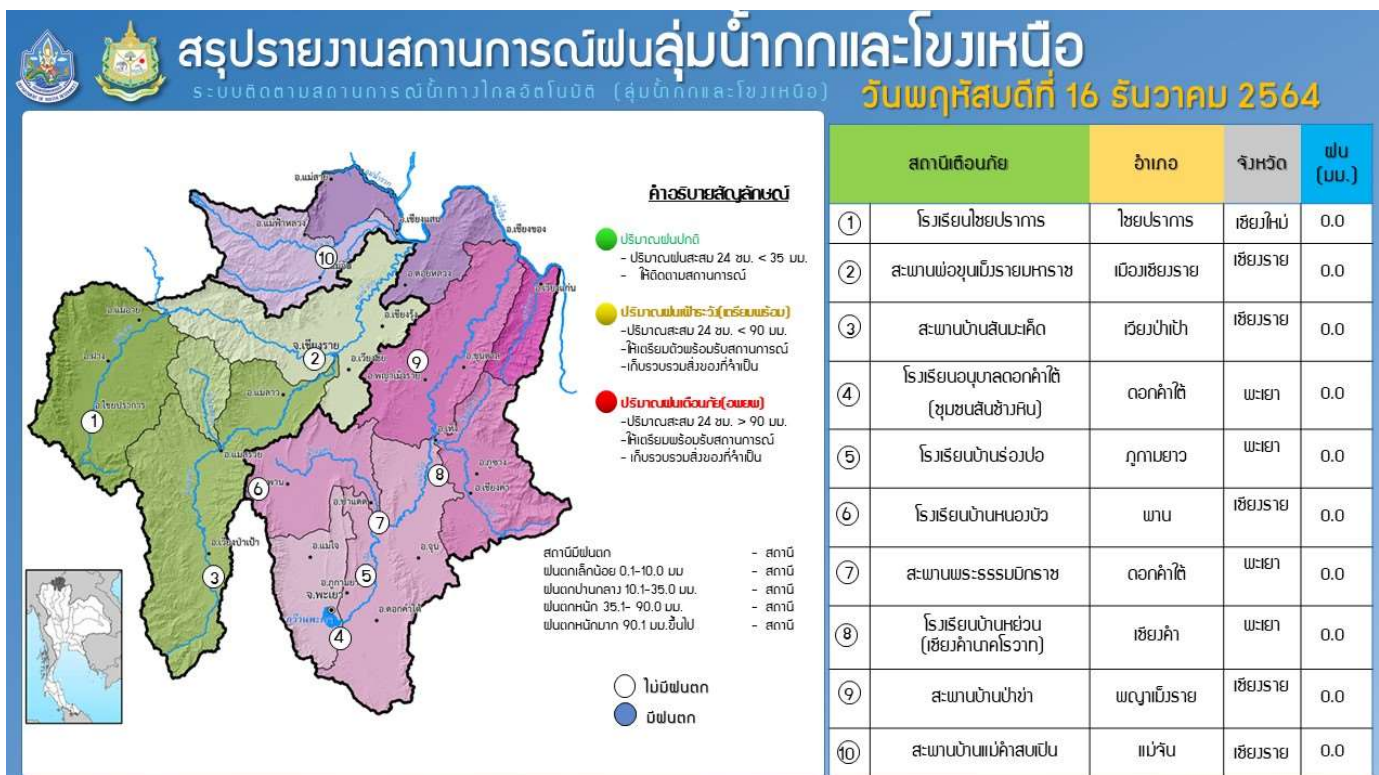 สรุปรายงานสถานการณ์ฝนลุ่มน้ำกกและโขงเหนือ
ระบบติดตามสถานการณ์น้ำทางไกลอัตโนมัติ (ลุ่มน้ำกกและโขงเหนือ)
วันพฤหัสบดีที่ 16 ธันวาคม 2564
อ.แม่สาย
อ.แม่ฟ้าหลวง
อ.เชียงแสน
อ.เชียงของ
10
อ.ดอยหลวง
อ.เวียงแก่น
อ.แม่อาย
อ.เชียงรุ้ง
จ.เชียงราย
2
อ.ฝาง
9
อ.พญาเม็งราย
อ.แม่ลาว
อ.ไชยปราการ
1
อ.แม่สรวย
อ.เทิง
อ.ภูซาง
8
อ.เชียงคำ
6
พาน
อ.ป่าแดด
7
อ.เวียงป่าเป้า
อ.แม่ใจ
อ.จุน
3
5
จ.พะเยา
อ.ดอกคำใต้
4
คำอธิบายสัญลักษณ์
ปริมาณฝนปกติ
- ปริมาณฝนสะสม 24 ชม. < 35 มม.
- ให้ติดตามสถานการณ์
ปริมาณฝนเฝ้าระวัง(เตรียมพร้อม)
-ปริมาณสะสม 24 ชม. < 90 มม.
-ให้เตรียมตัวพร้อมรับสถานการณ์
-เก็บรวบรวมสิ่งของที่จำเป็น
ปริมาณฝนเตือนภัย(อพยพ)
-ปริมาณสะสม 24 ชม. > 90 มม.
-ให้เตรียมพร้อมรับสถานการณ์
- เก็บรวบรวมสิ่งของที่จำเป็น
สถานีมีฝนตก - สถานี
ฝนตกเล็กน้อย 0.1-10.0 มม - สถานี
ฝนตกปานกลาง 10.1-35.0 มม. - สถานี
ฝนตกหนัก 35.1- 90.0 มม. - สถานี
ฝนตกหนักมาก 90.1 มม.ขึ้นไป - สถานี
ไม่มีฝนตก
มีฝนตก
สถานีเตือนภัย อำเภอ จังหวัด ฝน (มม.)
1 โรงเรียนไชยปราการ ไชยปราการ เชียงใหม่ 0.0
2 สะพานพ่อขุนเม็งรายมหาราช เมืองเชียงราย เชียงราย 0.0
3 สะพานบ้านสันมะเค็ด เวียงป่าเป้า เชียงราย 0.0
4 โรงเรียนอนุบาลดอกคำใต้ (ชุมชนสันช้างหิน) ดอกคำใต้ พะเยา 0.0
5 โรงเรียนบ้านร่องปอ ภูกามยาว พะเยา 0.0
6 โรงเรียนบ้านหนองบัว พาน เชียงราย 0.0
7 สะพานพระธรรมมิกราช ดอกคำใต้ พะเยา 0.0
8 โรงเรียนบ้านหย่วน (เชียงคำนาคโรวาท) เชียงคำ พะเยา 0.0
9 สะพานบ้านป่าข่า พญาเม็งราย เชียงราย 0.0
10 สะพานบ้านแม่คำสบเปิน แม่จัน เชียงราย 0.0